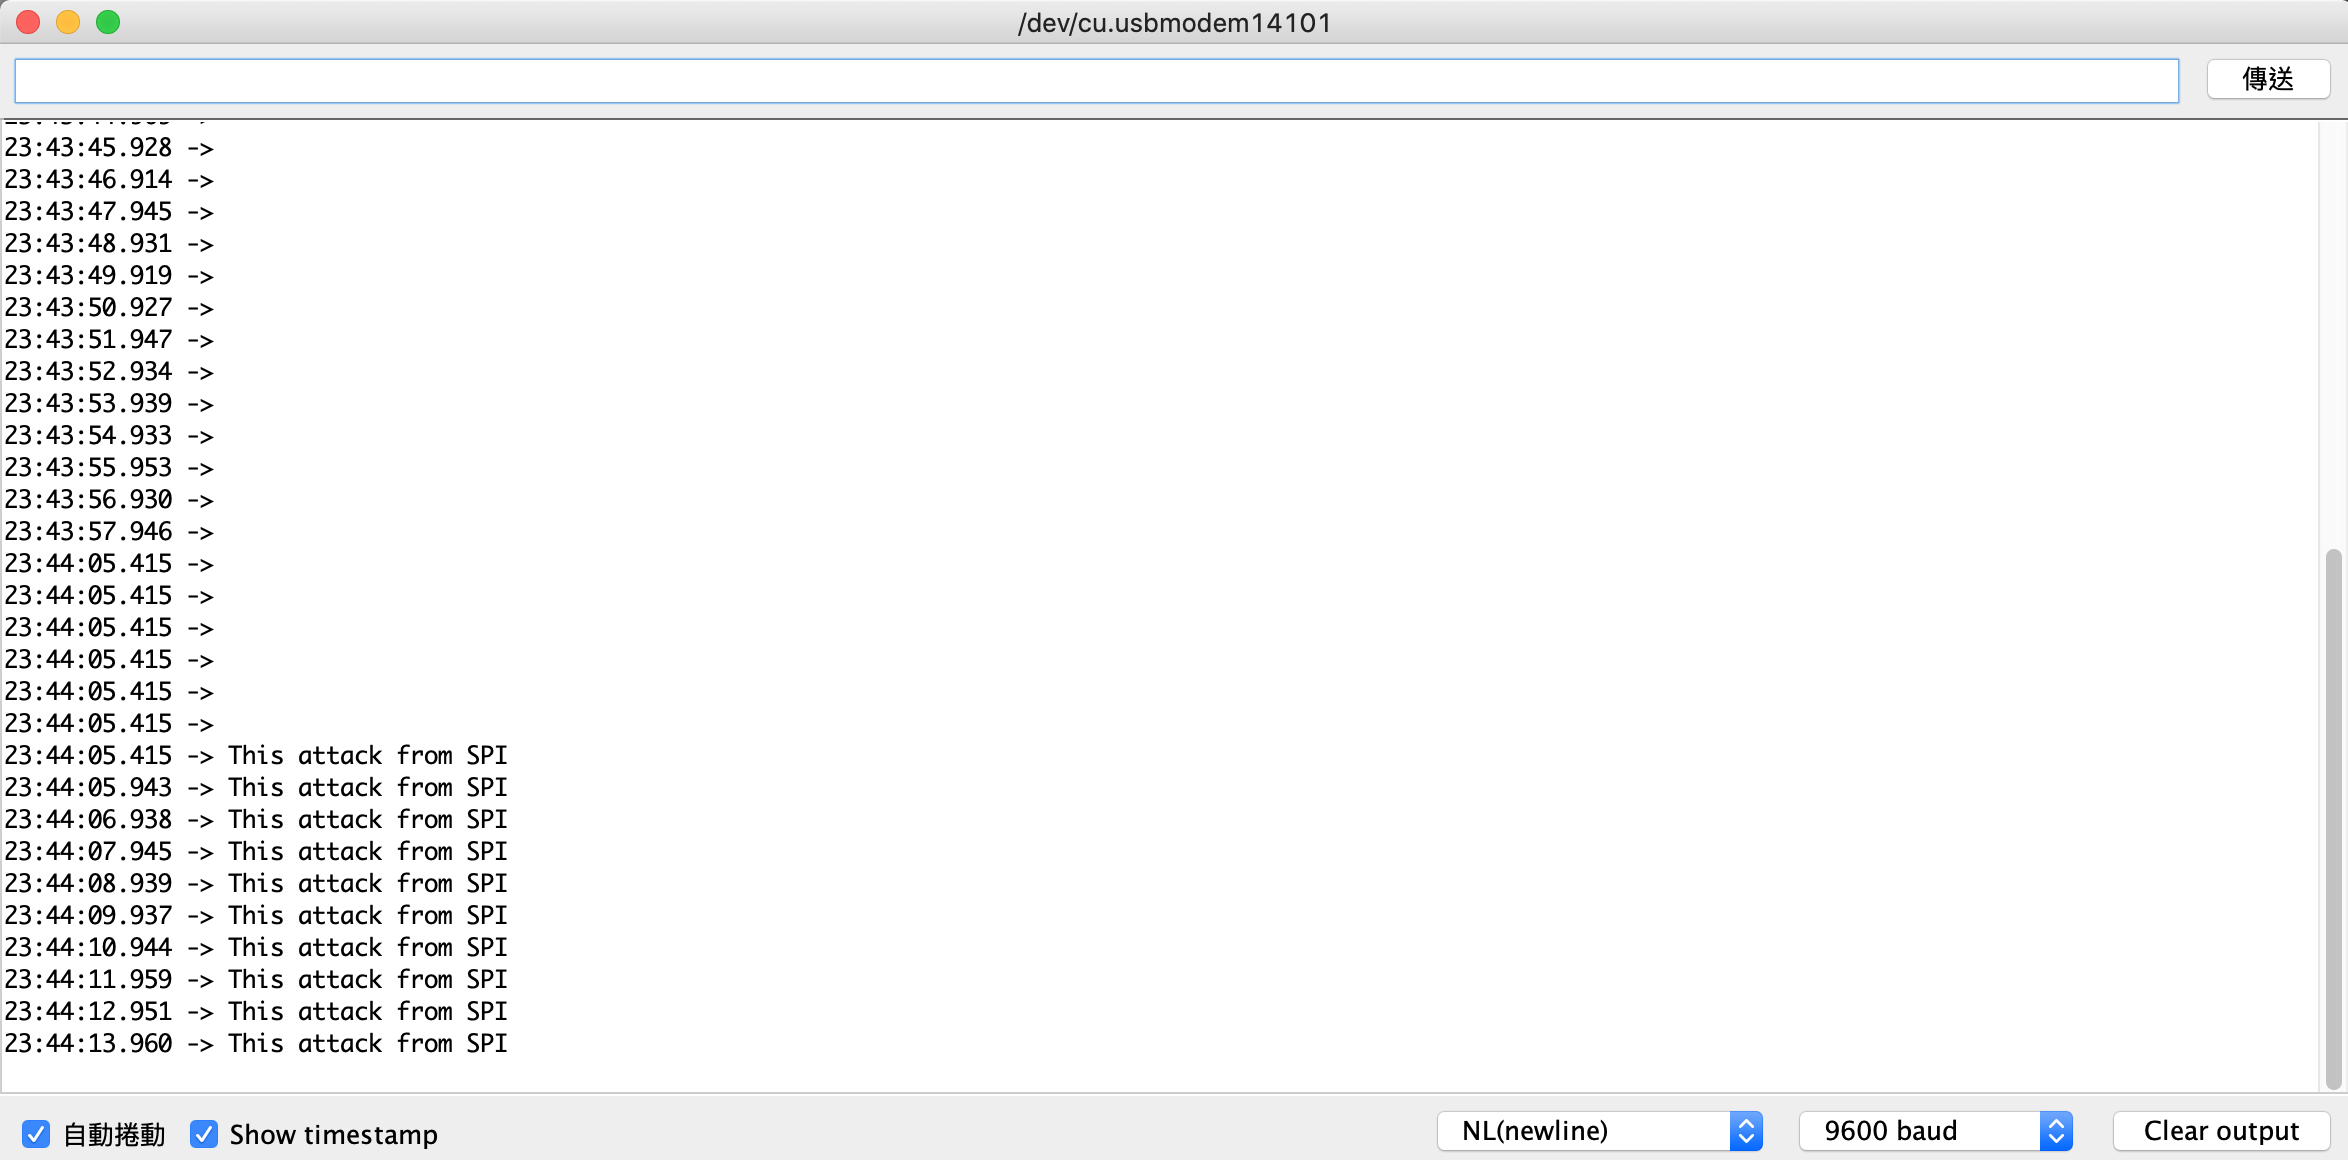 /dev/cu.usbmodem14101
傳送
23:43:45.928 ->
23:43:46.914 ->
23:43:47.945 ->
23:43:48.931 ->
23:43:49.919 ->
23:43:50.927 ->
23:43:51.947 ->
23:43:52.934 ->
23:43:53.939 ->
23:43:54.933 ->
23:43:55.953 ->
23:43:56.930 ->
23:43:57.946 ->
23:44:05.415 ->
23:44:05.415 ->
23:44:05.415 ->
23:44:05.415 ->
23:44:05.415 ->
23:44:05.415 ->
23:44:05.415 -> This attack from SPI
23:44:05.943 -> This attack from SPI
23:44:06.938 -> This attack from SPI
23:44:07.945 -> This attack from SPI
23:44:08.939 -> This attack from SPI
23:44:09.937 -> This attack from SPI
23:44:10.944 -> This attack from SPI
23:44:11.959 -> This attack from SPI
23:44:12.951 -> This attack from SPI
23:44:13.960 -> This attack from SPI
自動捲動 Show timestamp NL(newline) 9600 baud Clear output